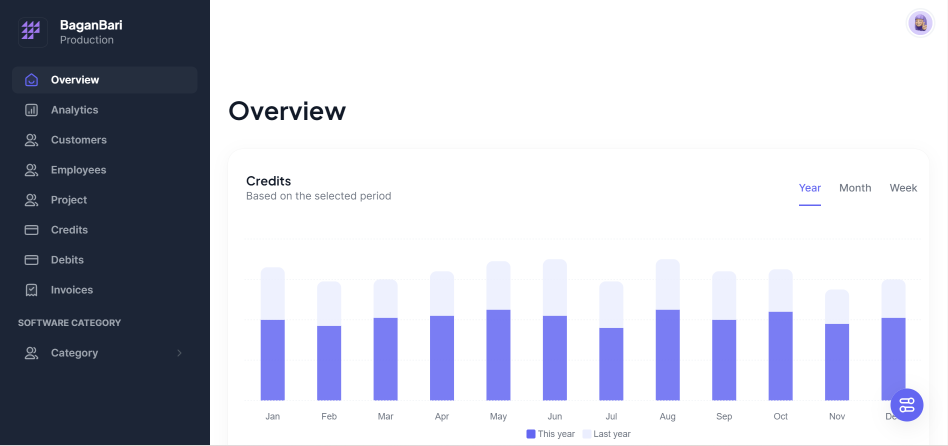 BaganBari
Production
Overview
Analytics
Customers
Employees
Project
Credits
Debits
Invoices
SOFTWARE CATEGORY
Category
Overview
Credits
Based on the selected period
Year Month Week
Jan Feb Mar Apr May Jun Jul Aug Sep Oct Nov
This year Last year